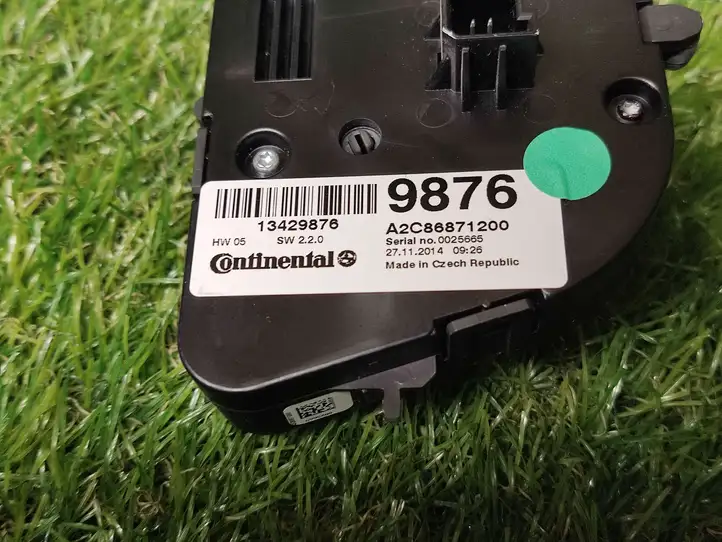 9876
13429876
HW 05 SW 2.2.0
Continental
A2C86871200
Serial no. 0025665
27.11.2014 09:26
Made in Czech Republic